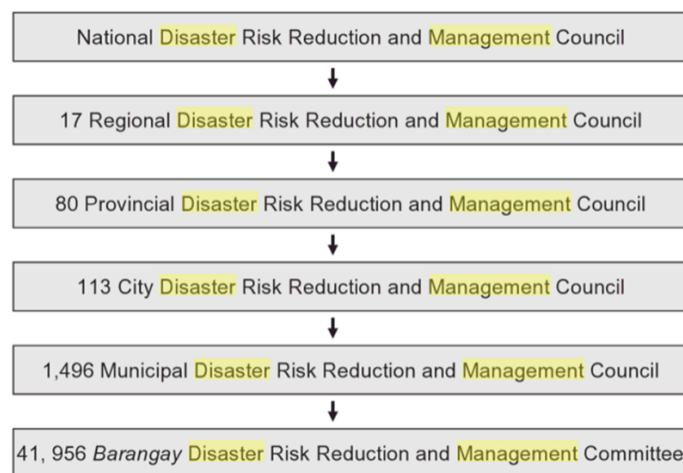 National Disaster Risk Reduction and Management Council
17 Regional Disaster Risk Reduction and Management Council
80 Provincial Disaster Risk Reduction and Management Council
113 City Disaster Risk Reduction and Management Council
1,496 Municipal Disaster Risk Reduction and Management Council
41, 956 Barangay Disaster Risk Reduction and Management Committee